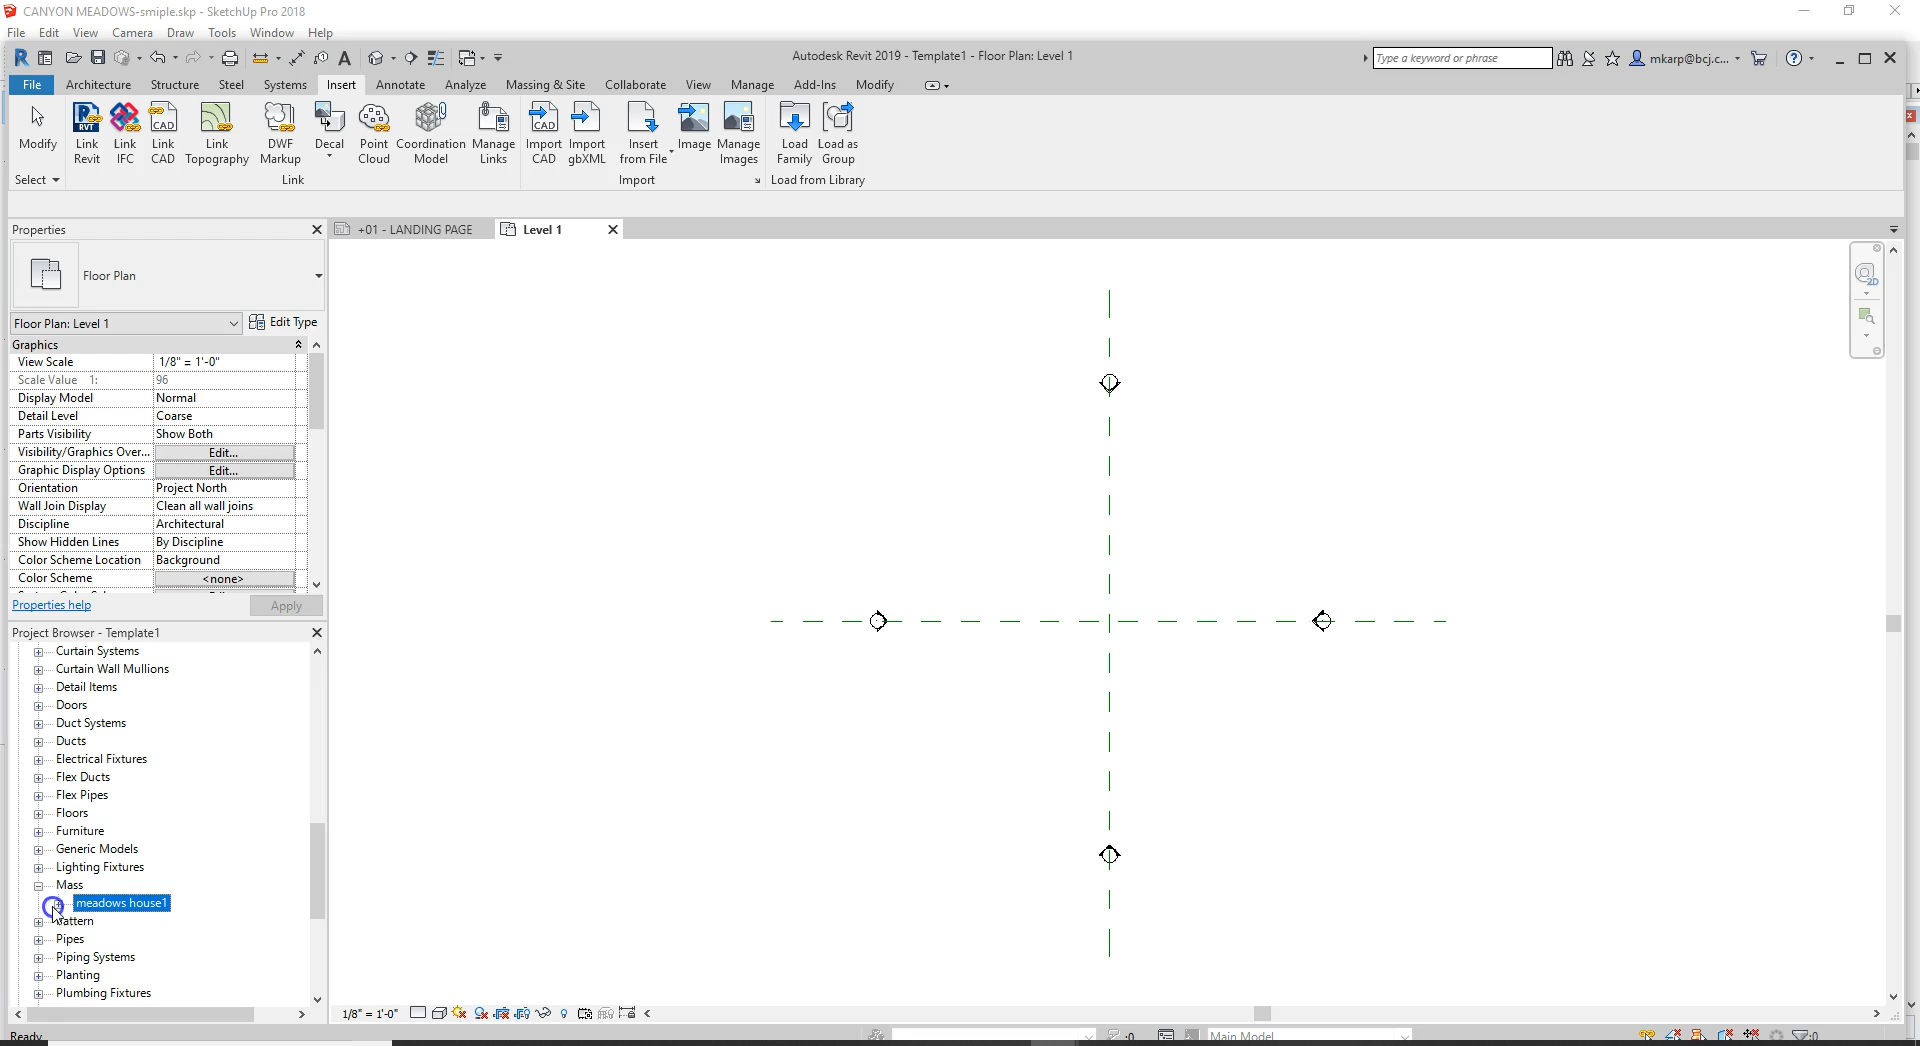 CANYON MEADOWS-smiple.skp - SketchUp Pro 2018
File Edit View Camera Draw Tools Window Help
Autodesk Revit 2019 - Template1 - Floor Plan: Level 1
Type a keyword or phrase
mkarp@bcj.c...
File Architecture Structure Steel Systems Insert Annotate Analyze Massing & Site Collaborate View Manage Add-Ins Modify
Modify
Link Revit
Link IFC
Link CAD
Link Topography
DWF Markup
Decal
Point Cloud
Coordination Model
Manage Links
Import CAD
Import gbXML
Insert from File
Image
Manage Images
Load Family
Load as Group
Select
Link
Import
Load from Library
Properties
+01 - LANDING PAGE
Level 1
Floor Plan
Floor Plan: Level 1
Edit Type
Graphics
View Scale 1/8" = 1'-0"
Scale Value 1: 96
Display Model Normal
Detail Level Coarse
Parts Visibility Show Both
Visibility/Graphics Over... Edit...
Graphic Display Options Edit...
Orientation Project North
Wall Join Display Clean all wall joins
Discipline Architectural
Show Hidden Lines By Discipline
Color Scheme Location Background
Color Scheme <none>
Properties help
Apply
Project Browser - Template1
Curtain Systems
Curtain Wall Mullions
Detail Items
Doors
Duct Systems
Ducts
Electrical Fixtures
Flex Ducts
Flex Pipes
Floors
Furniture
Generic Models
Lighting Fixtures
Mass
meadows house1
attern
Pipes
Piping Systems
Planting
Plumbing Fixtures
1/8" = 1'-0"
Ready
:0
Main Model
:0
2D